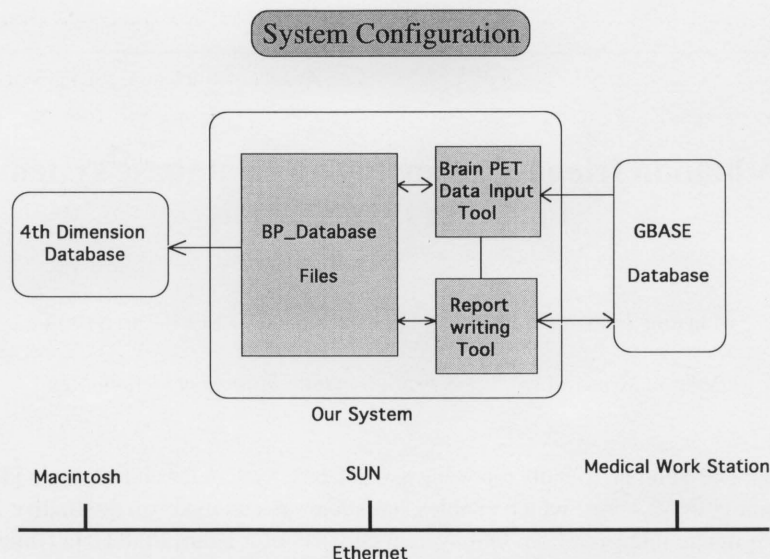 System Configuration
4th Dimension
Database
BP_Database
Files
Brain PET
Data Input
Tool
Report
writing
Tool
GBASE
Database
Our System
Macintosh
SUN
Medical Work Station
Ethernet